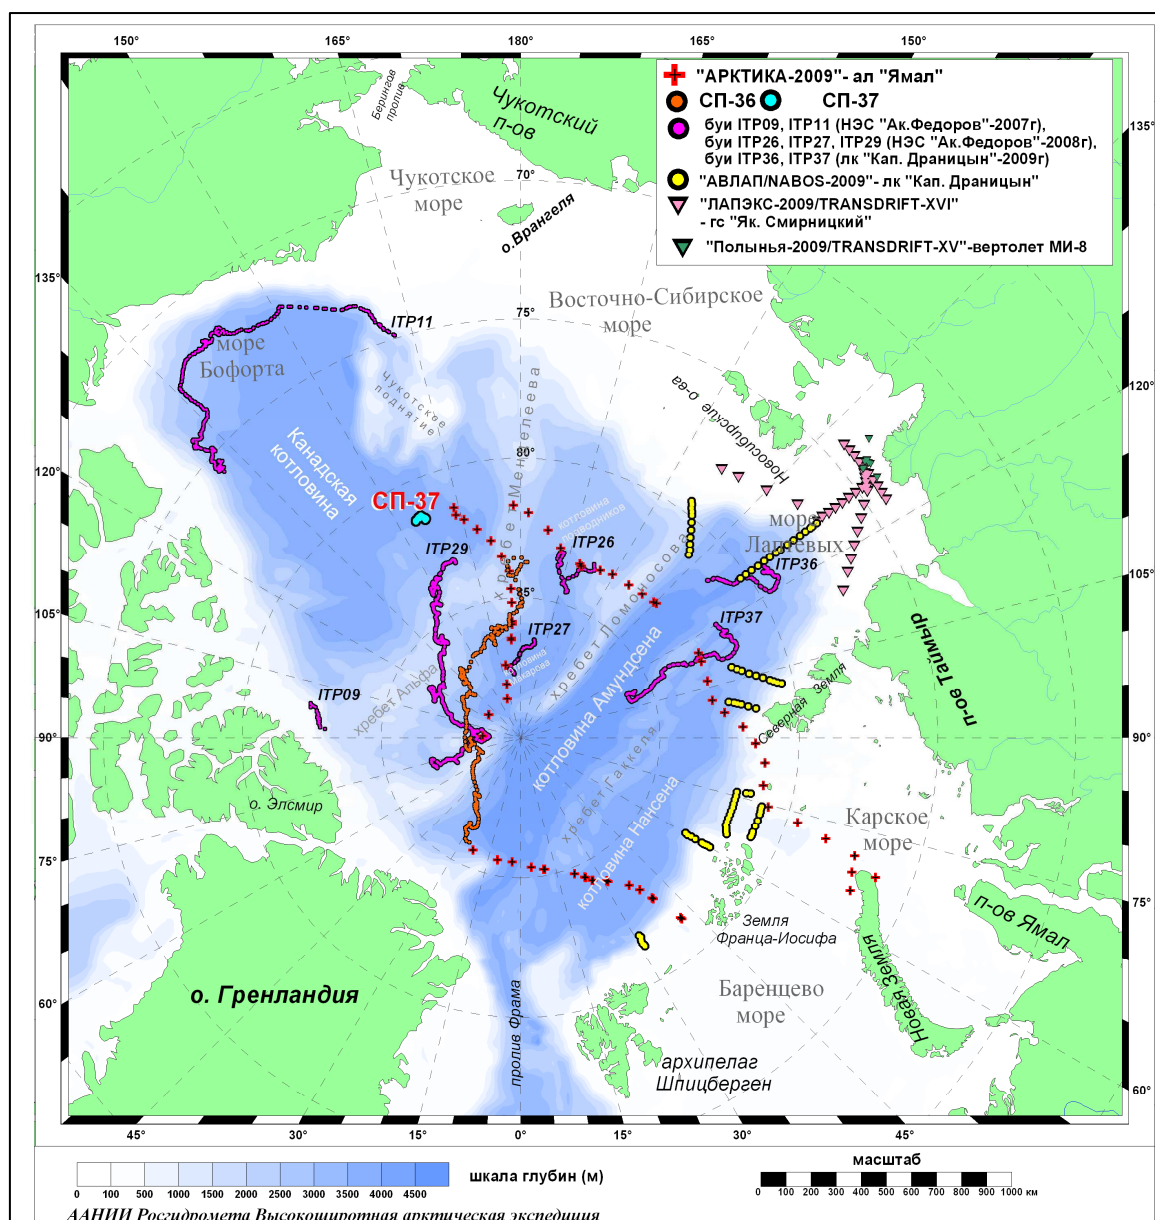 150°
165°
180°
165°
150°
"АРКТИКА-2009"- ал "Ямал"
СП-36
СП-37
буи ITP09, ITP11 (НЭС "Ак.Федоров"-2007г),
буи ITP26, ITP27, ITP29 (НЭС "Ак.Федоров"-2008г),
буи ITP36, ITP37 (лк "Кап. Драницын"-2009г)
"АВЛАП/NABOS-2009"- лк "Кап. Драницын"
"ЛАПЭКС-2009/TRANSDRIFT-XVI"
- гс "Як. Смирницкий"
"Полынья-2009/TRANSDRIFT-XV"-вертолет МИ-8
Берингов
пролив
Чукотский
п-ов
135°
70°
Чукотское
море
о.Врангеля
135°
Восточно-Сибирское
море
75°
ITP11
море
Бофорта
Чукотское
поднятие
хребет Менделеева
Новосибирские о-ва
120°
Канадская
котловина
80°
120°
СП-37
котловина
подводников
море
Лаптевых
ITP29
ITP26
ITP36
105°
85°
хребет Ломоносова
105°
ITP37
ITP27
котловина
Макарова
п-ое Таймыр
хребет Альфа
ITP09
котловина Амундсена
Северная Земля
90°
90°
хребет Гаккеля
о. Элсмир
котловина Нансена
Карское
море
75°
75°
п-ов Ямал
Земля
Франца-Иосифа
Новая Земля
о. Гренландия
Баренцево
море
60°
пролив Фрама
архипелаг
Шпицберген
60°
45°
30°
15°
0°
15°
30°
45°
шкала глубин (м)
0 100 500 1000 2000 2500 3000 3500 4000 4500
масштаб
0 100 200 300 400 500 600 700 800 900 1000 км
ААНИИ Росгидромета Высокоширотная арктическая экспедиция